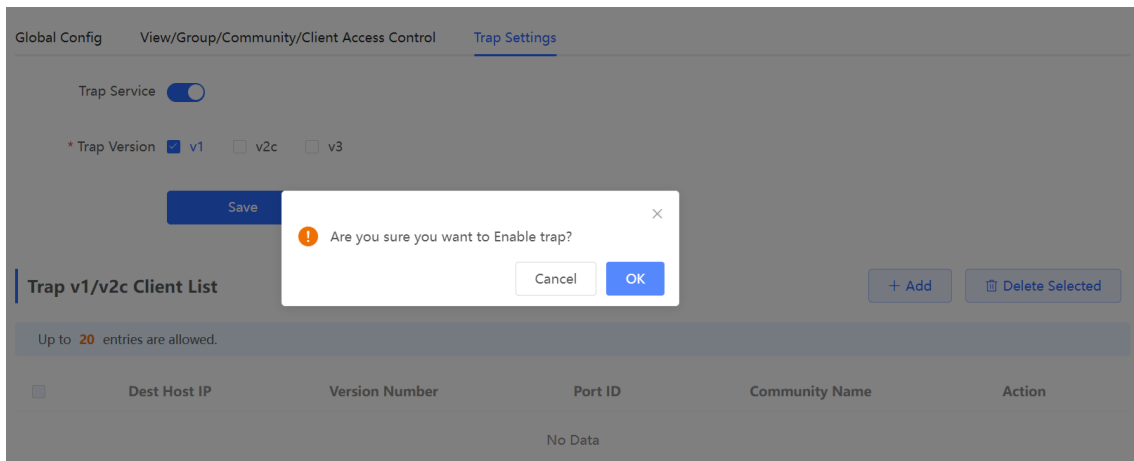 Global Config View/Group/Community/Client Access Control Trap Settings
Trap Service
* Trap Version v1 v2c v3
Save
Are you sure you want to Enable trap?
Cancel OK
Trap v1/v2c Client List + Add Delete Selected
Up to 20 entries are allowed.
Dest Host IP Version Number Port ID Community Name Action
No Data